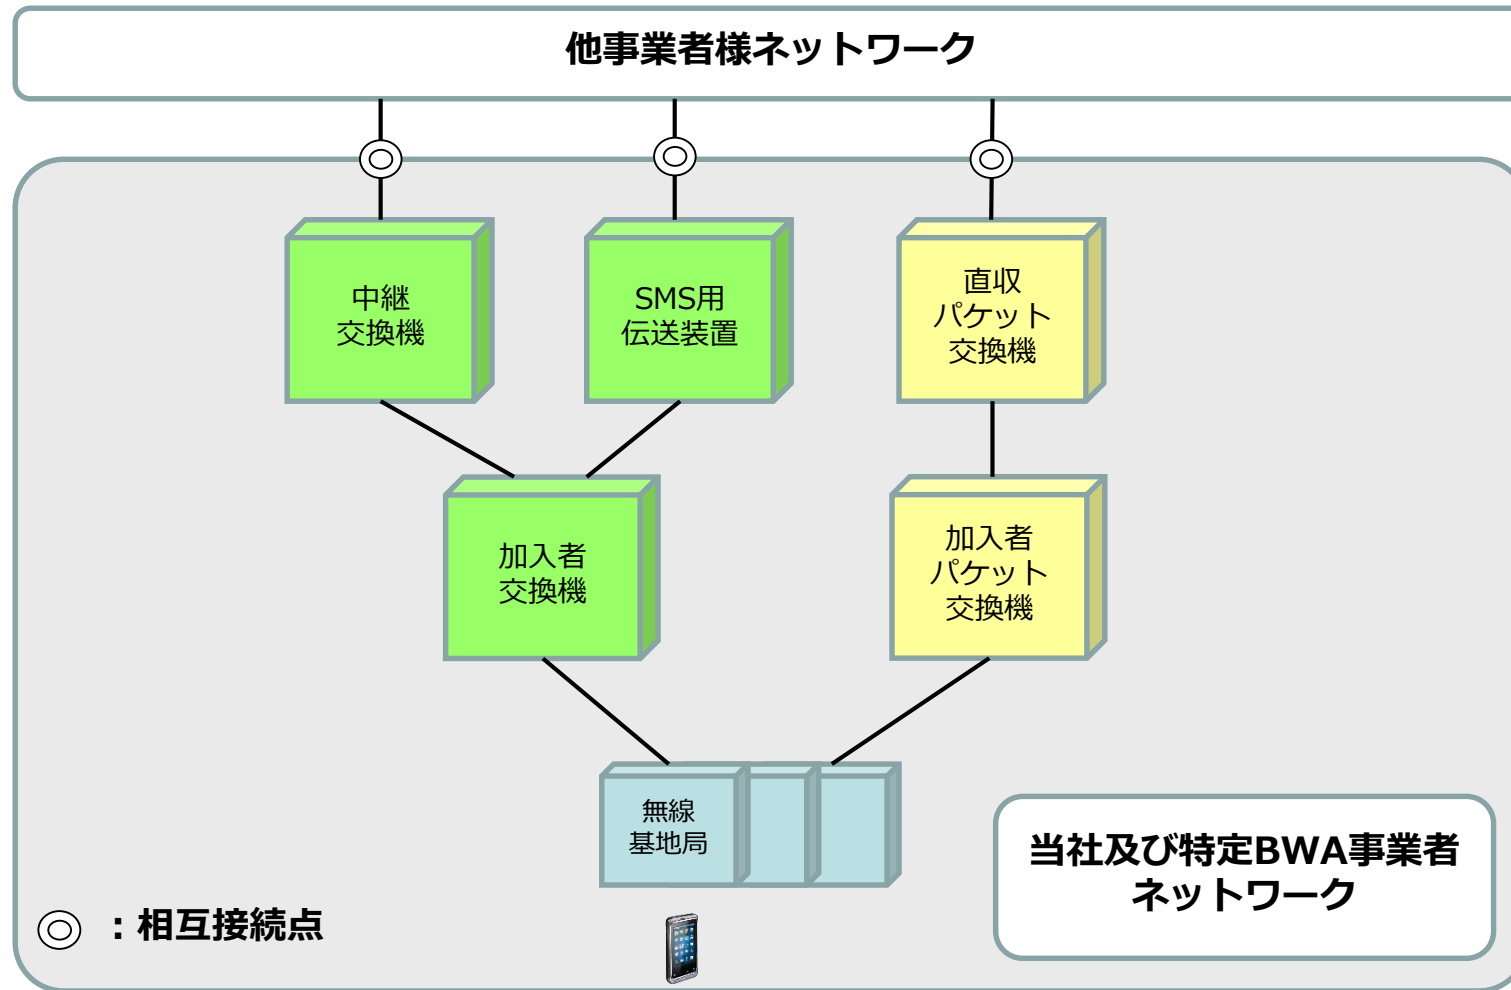 他事業者様ネットワーク
中継
交換機
SMS用
伝送装置
直収
パケット
交換機
加入者
交換機
加入者
パケット
交換機
無線
基地局
当社及び特定BWA事業者
ネットワーク
：相互接続点